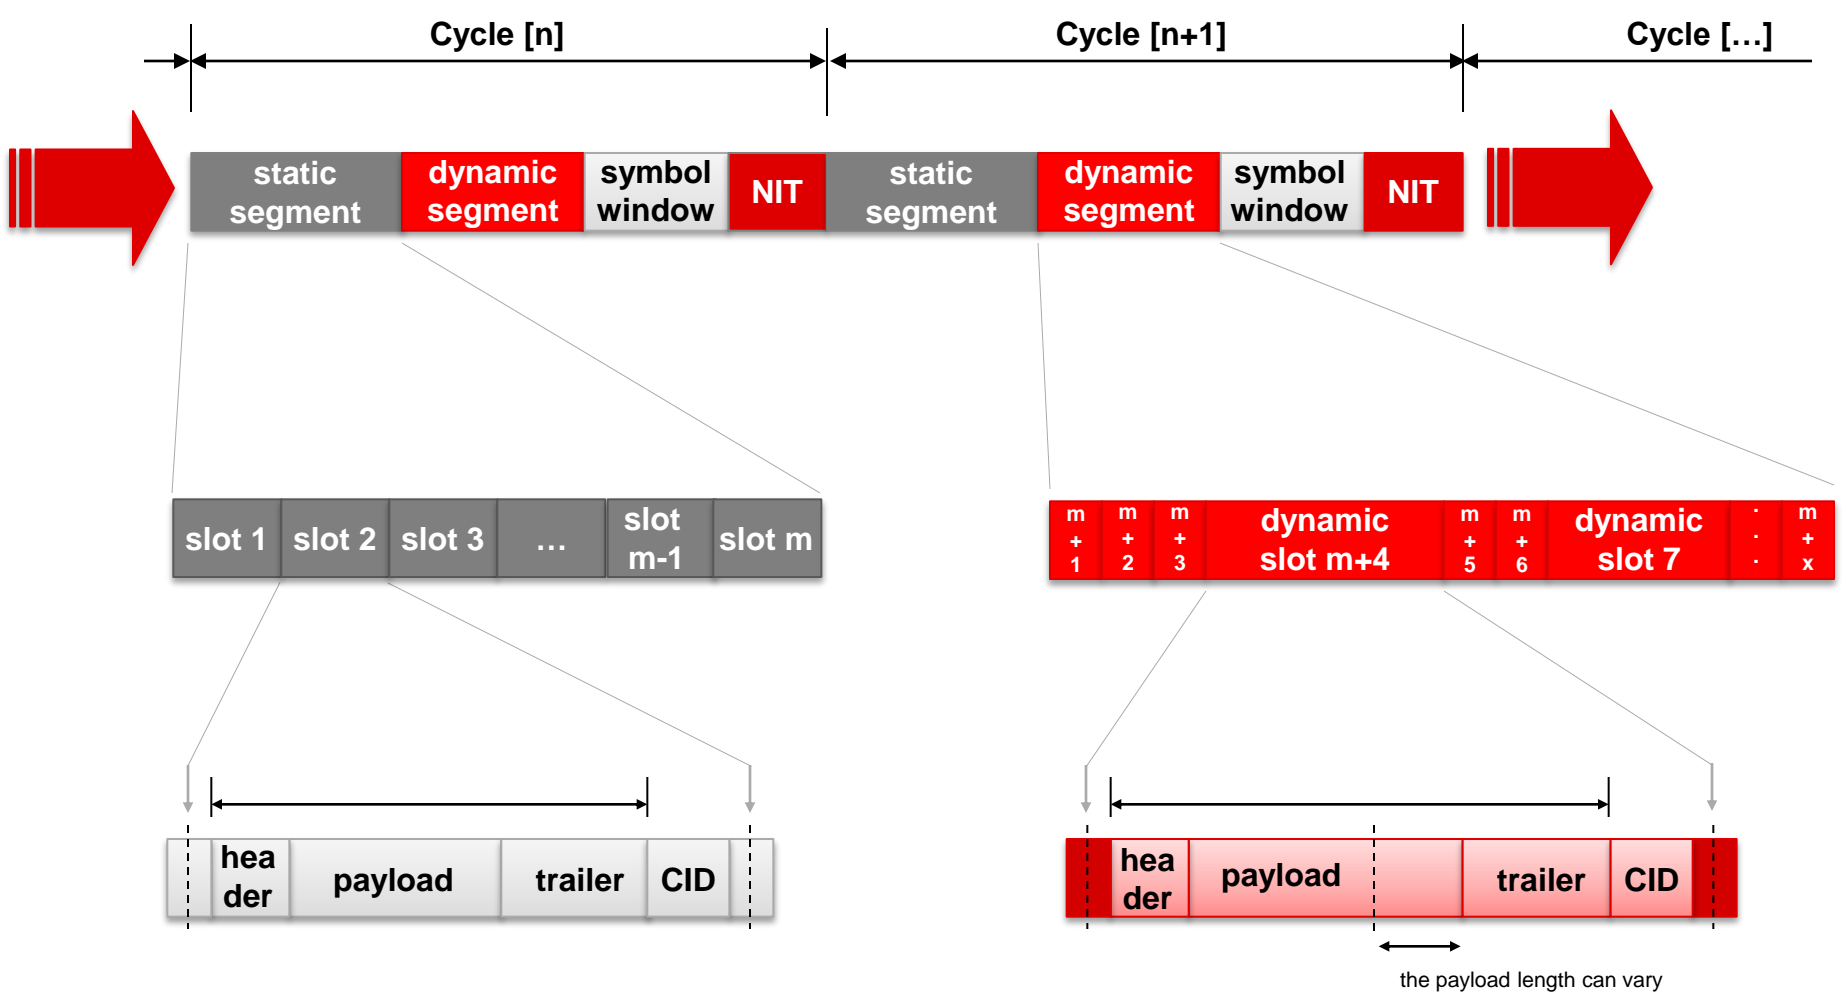 Cycle [n]
Cycle [n+1]
Cycle […]
static
segment
dynamic
segment
symbol
window
NIT
static
segment
dynamic
segment
symbol
window
NIT
slot 1
slot 2
slot 3
…
slot
m-1
slot m
m
+
1
m
+
2
m
+
3
dynamic
slot m+4
m
+
5
m
+
6
dynamic
slot 7
.
.
.
m
+
x
hea
der
payload
trailer
CID
hea
der
payload
trailer
CID
the payload length can vary